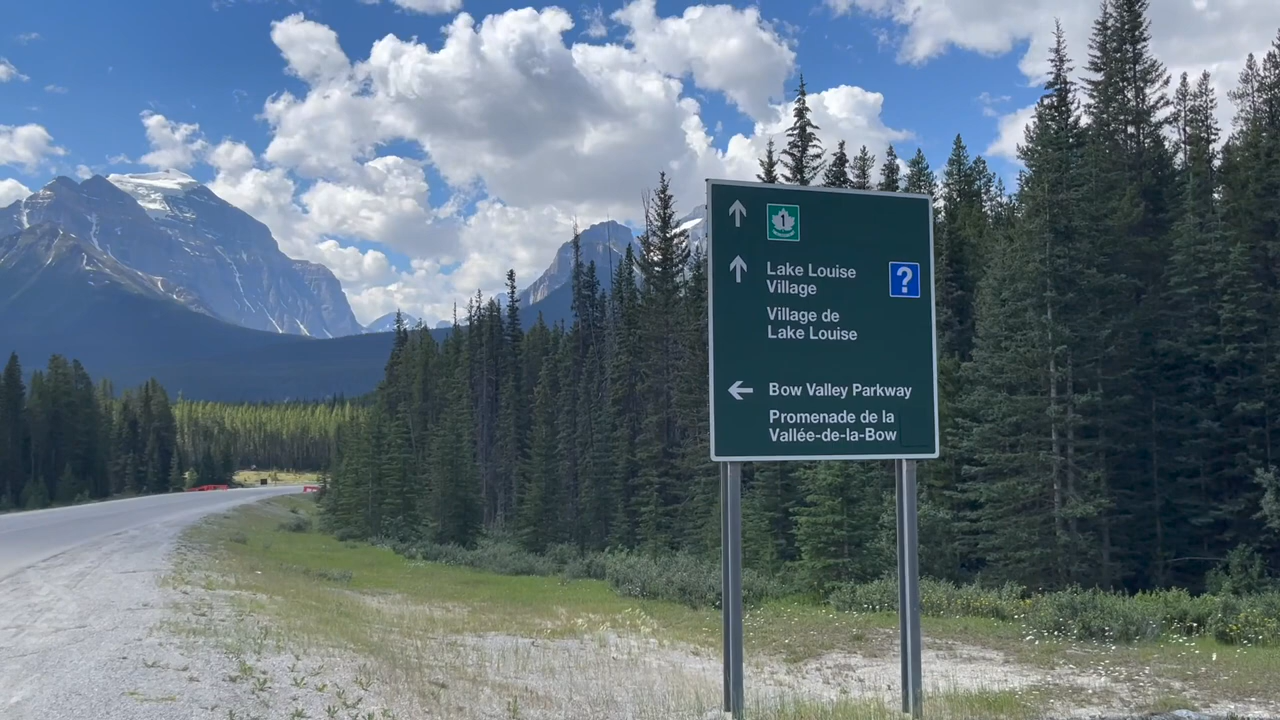 1
Lake Louise
Village
?
Village de
Lake Louise
Bow Valley Parkway
Promenade de la
Vallée-de-la-Bow